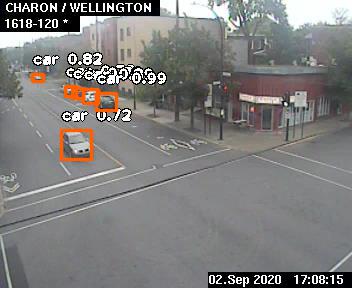 CHARON / WELLINGTON
1618-120 *
car 0.82
car 0.99
car 0.72
02.Sep 2020 17:08:15